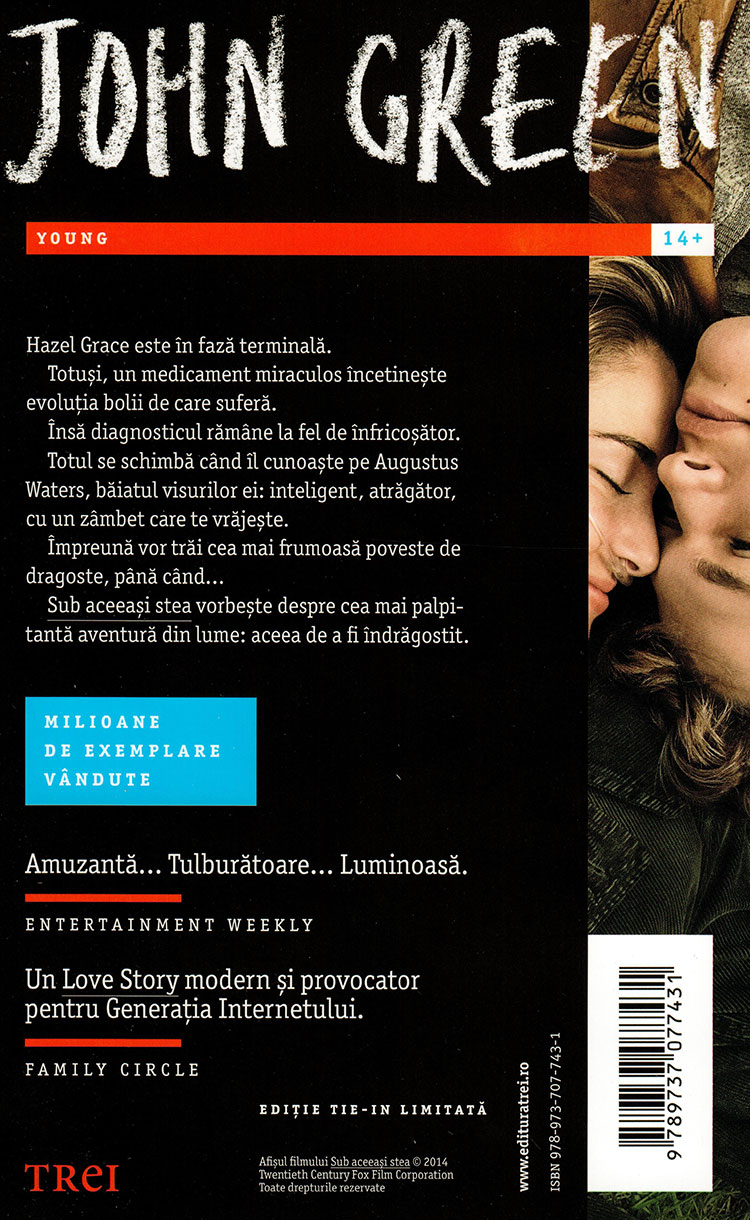 JOHN GREEN
YOUNG
14+
Hazel Grace este în fază terminală.
Totuși, un medicament miraculos încetinește
evoluția bolii de care suferă.
Însă diagnosticul rămâne la fel de înfricoșător.
Totul se schimbă când îl cunoaște pe Augustus
Waters, băiatul visurilor ei: inteligent, atrăgător,
cu un zâmbet care te vrăjește.
Împreună vor trăi cea mai frumoasă poveste de
dragoste, până când...
Sub aceeași stea vorbește despre cea mai palpi-
tantă aventură din lume: aceea de a fi îndrăgostit.
MILIOANE
DE EXEMPLARE
VÂNDUTE
Amuzantă... Tulburătoare... Luminoasă.
ENTERTAINMENT WEEKLY
Un Love Story modern și provocator
pentru Generația Internetului.
FAMILY CIRCLE
EDIȚIE TIE-IN LIMITATĂ
TREI
Afișul filmului Sub aceeași stea © 2014
Twentieth Century Fox Film Corporation
Toate drepturile rezervate
www.edituratrei.ro
ISBN 978-973-707-743-1
9 789737 077431